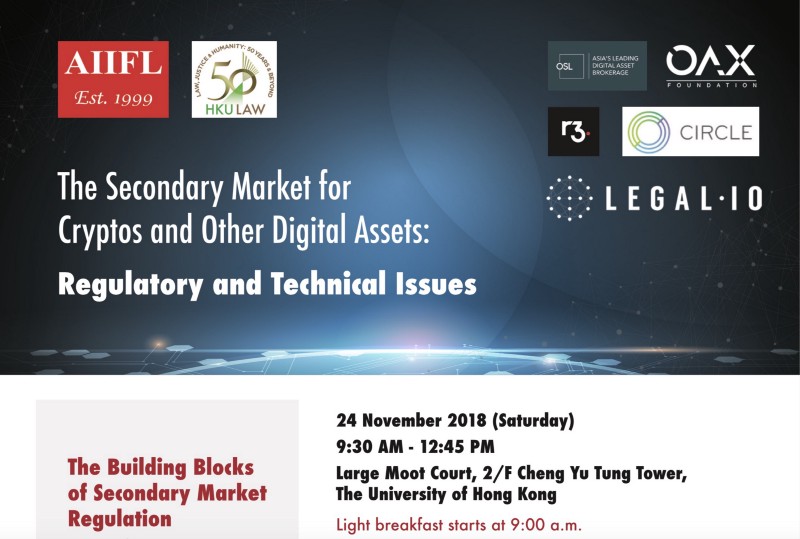 AIIFL
Est. 1999
LAW, JUSTICE & HUMANITY: 50 YEARS & BEYOND
50
HKU LAW
OSL
ASIA'S LEADING
DIGITAL ASSET
BROKERAGE
OAX
FOUNDATION
r3.
CIRCLE
LEGAL·IO
The Secondary Market for
Cryptos and Other Digital Assets:
Regulatory and Technical Issues
The Building Blocks
of Secondary Market
Regulation
24 November 2018 (Saturday)
9:30 AM - 12:45 PM
Large Moot Court, 2/F Cheng Yu Tung Tower,
The University of Hong Kong
Light breakfast starts at 9:00 a.m.